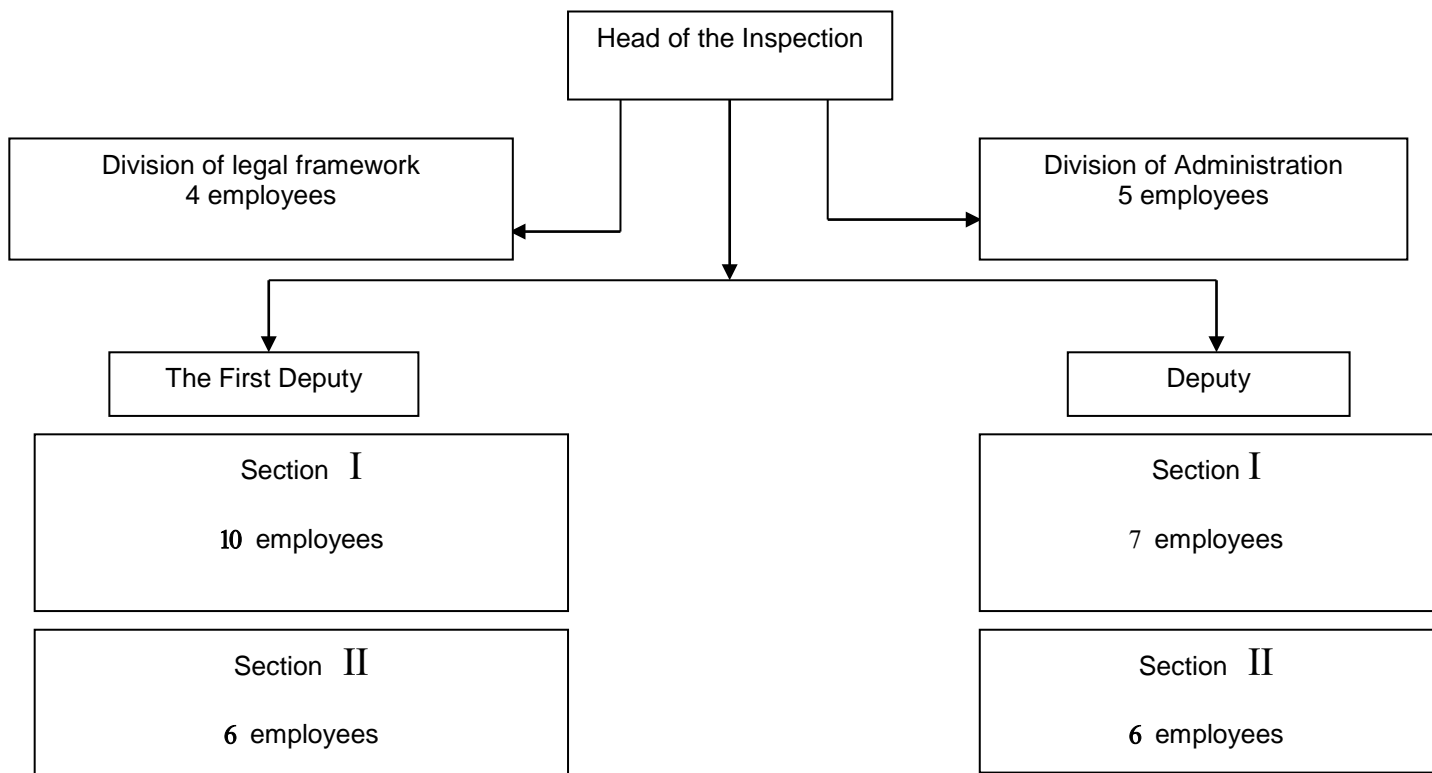 Head of the Inspection
Division of legal framework
4 employees
Division of Administration
5 employees
The First Deputy
Deputy
Section I
10 employees
Section I
7 employees
Section II
6 employees
Section II
6 employees